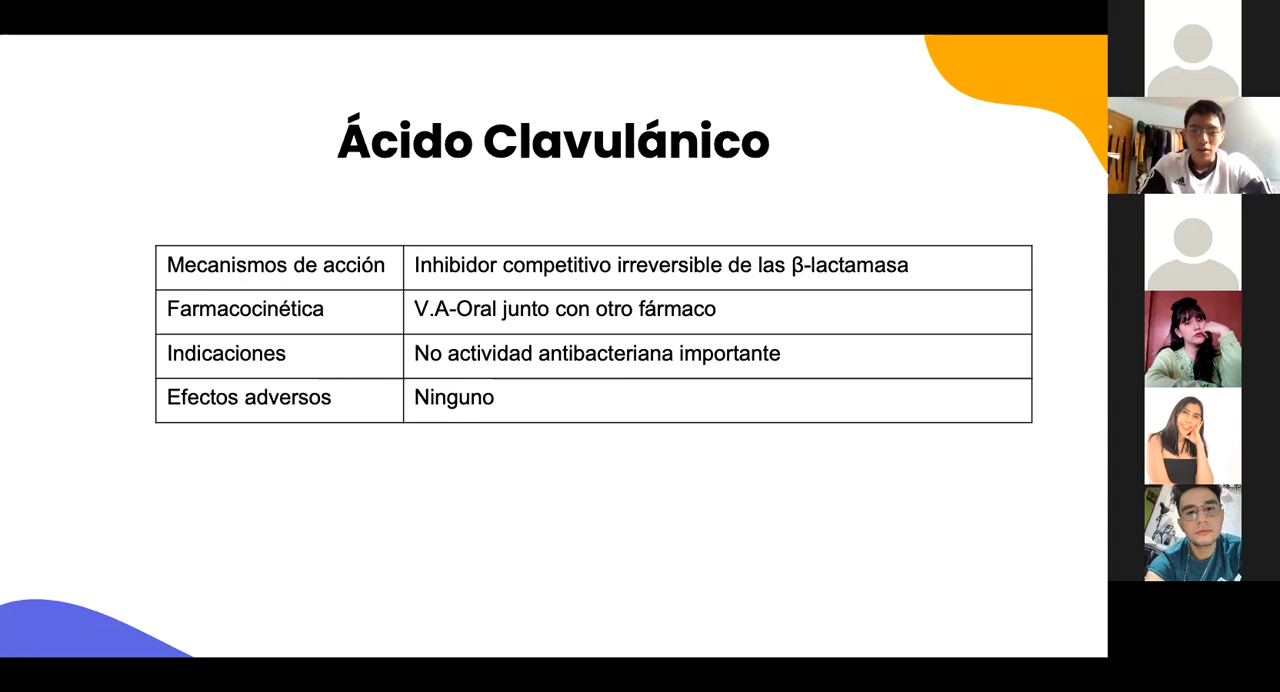 Ácido Clavulánico
Mecanismos de acción
Inhibidor competitivo irreversible de las β-lactamasa
Farmacocinética
V.A-Oral junto con otro fármaco
Indicaciones
No actividad antibacteriana importante
Efectos adversos
Ninguno